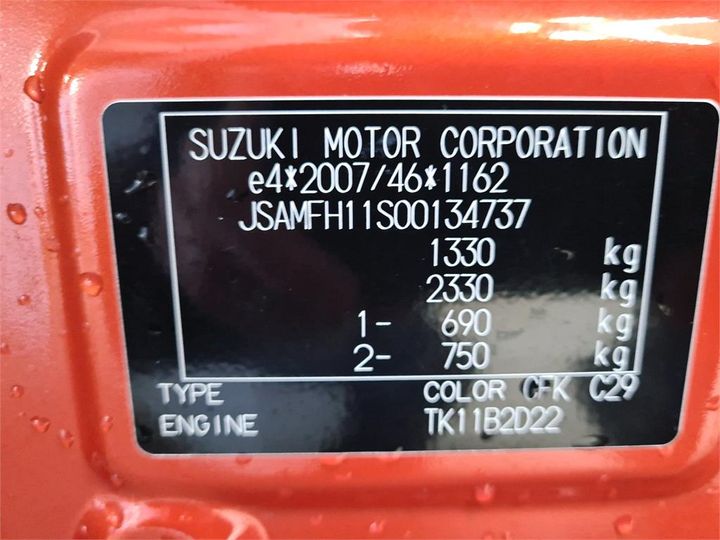 SUZUKI MOTOR CORPORATION
e4*2007/46*1162
JSAMFH11S00134737
1330 kg
2330 kg
1- 690 kg
2- 750 kg
TYPE COLOR CFK C29
ENGINE TK11B2D22